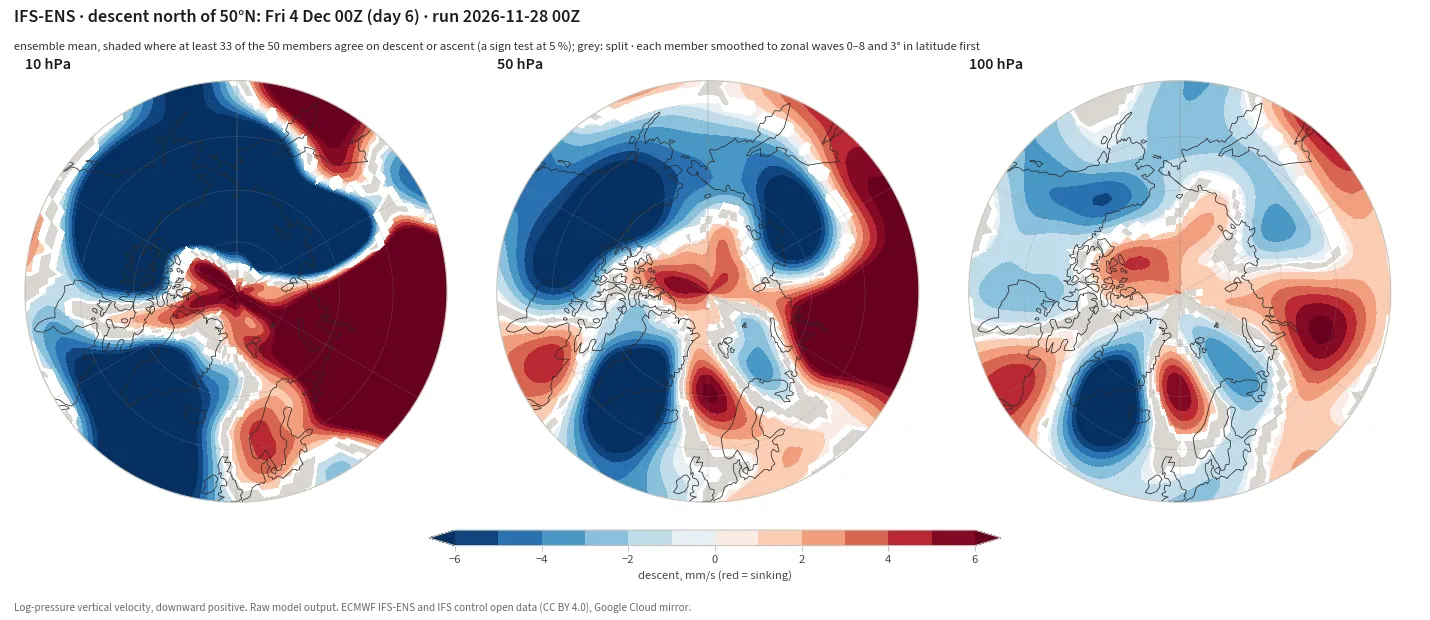 IFS-ENS · descent north of 50°N: Fri 4 Dec 00Z (day 6) · run 2026-11-28 00Z
ensemble mean, shaded where at least 33 of the 50 members agree on descent or ascent (a sign test at 5 %); grey: split · each member smoothed to zonal waves 0–8 and 3° in latitude first
10 hPa
50 hPa
100 hPa
−6 −4 −2 0 2 4 6
descent, mm/s (red = sinking)
Log-pressure vertical velocity, downward positive. Raw model output. ECMWF IFS-ENS and IFS control open data (CC BY 4.0), Google Cloud mirror.